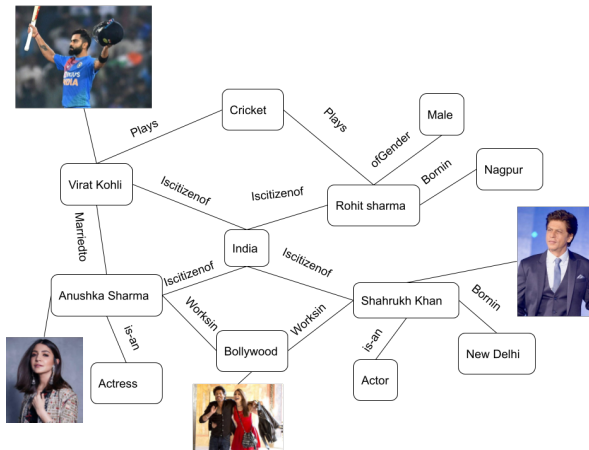 INDIA
Cricket
Male
Plays
Plays
ofGender
Bornin
Nagpur
Virat Kohli
Iscitizenof
Iscitizenof
Rohit sharma
Marriedto
India
Iscitizenof
Iscitizenof
Anushka Sharma
Shahrukh Khan
Worksin
Worksin
Bornin
is-an
is-an
Bollywood
New Delhi
Actress
Actor